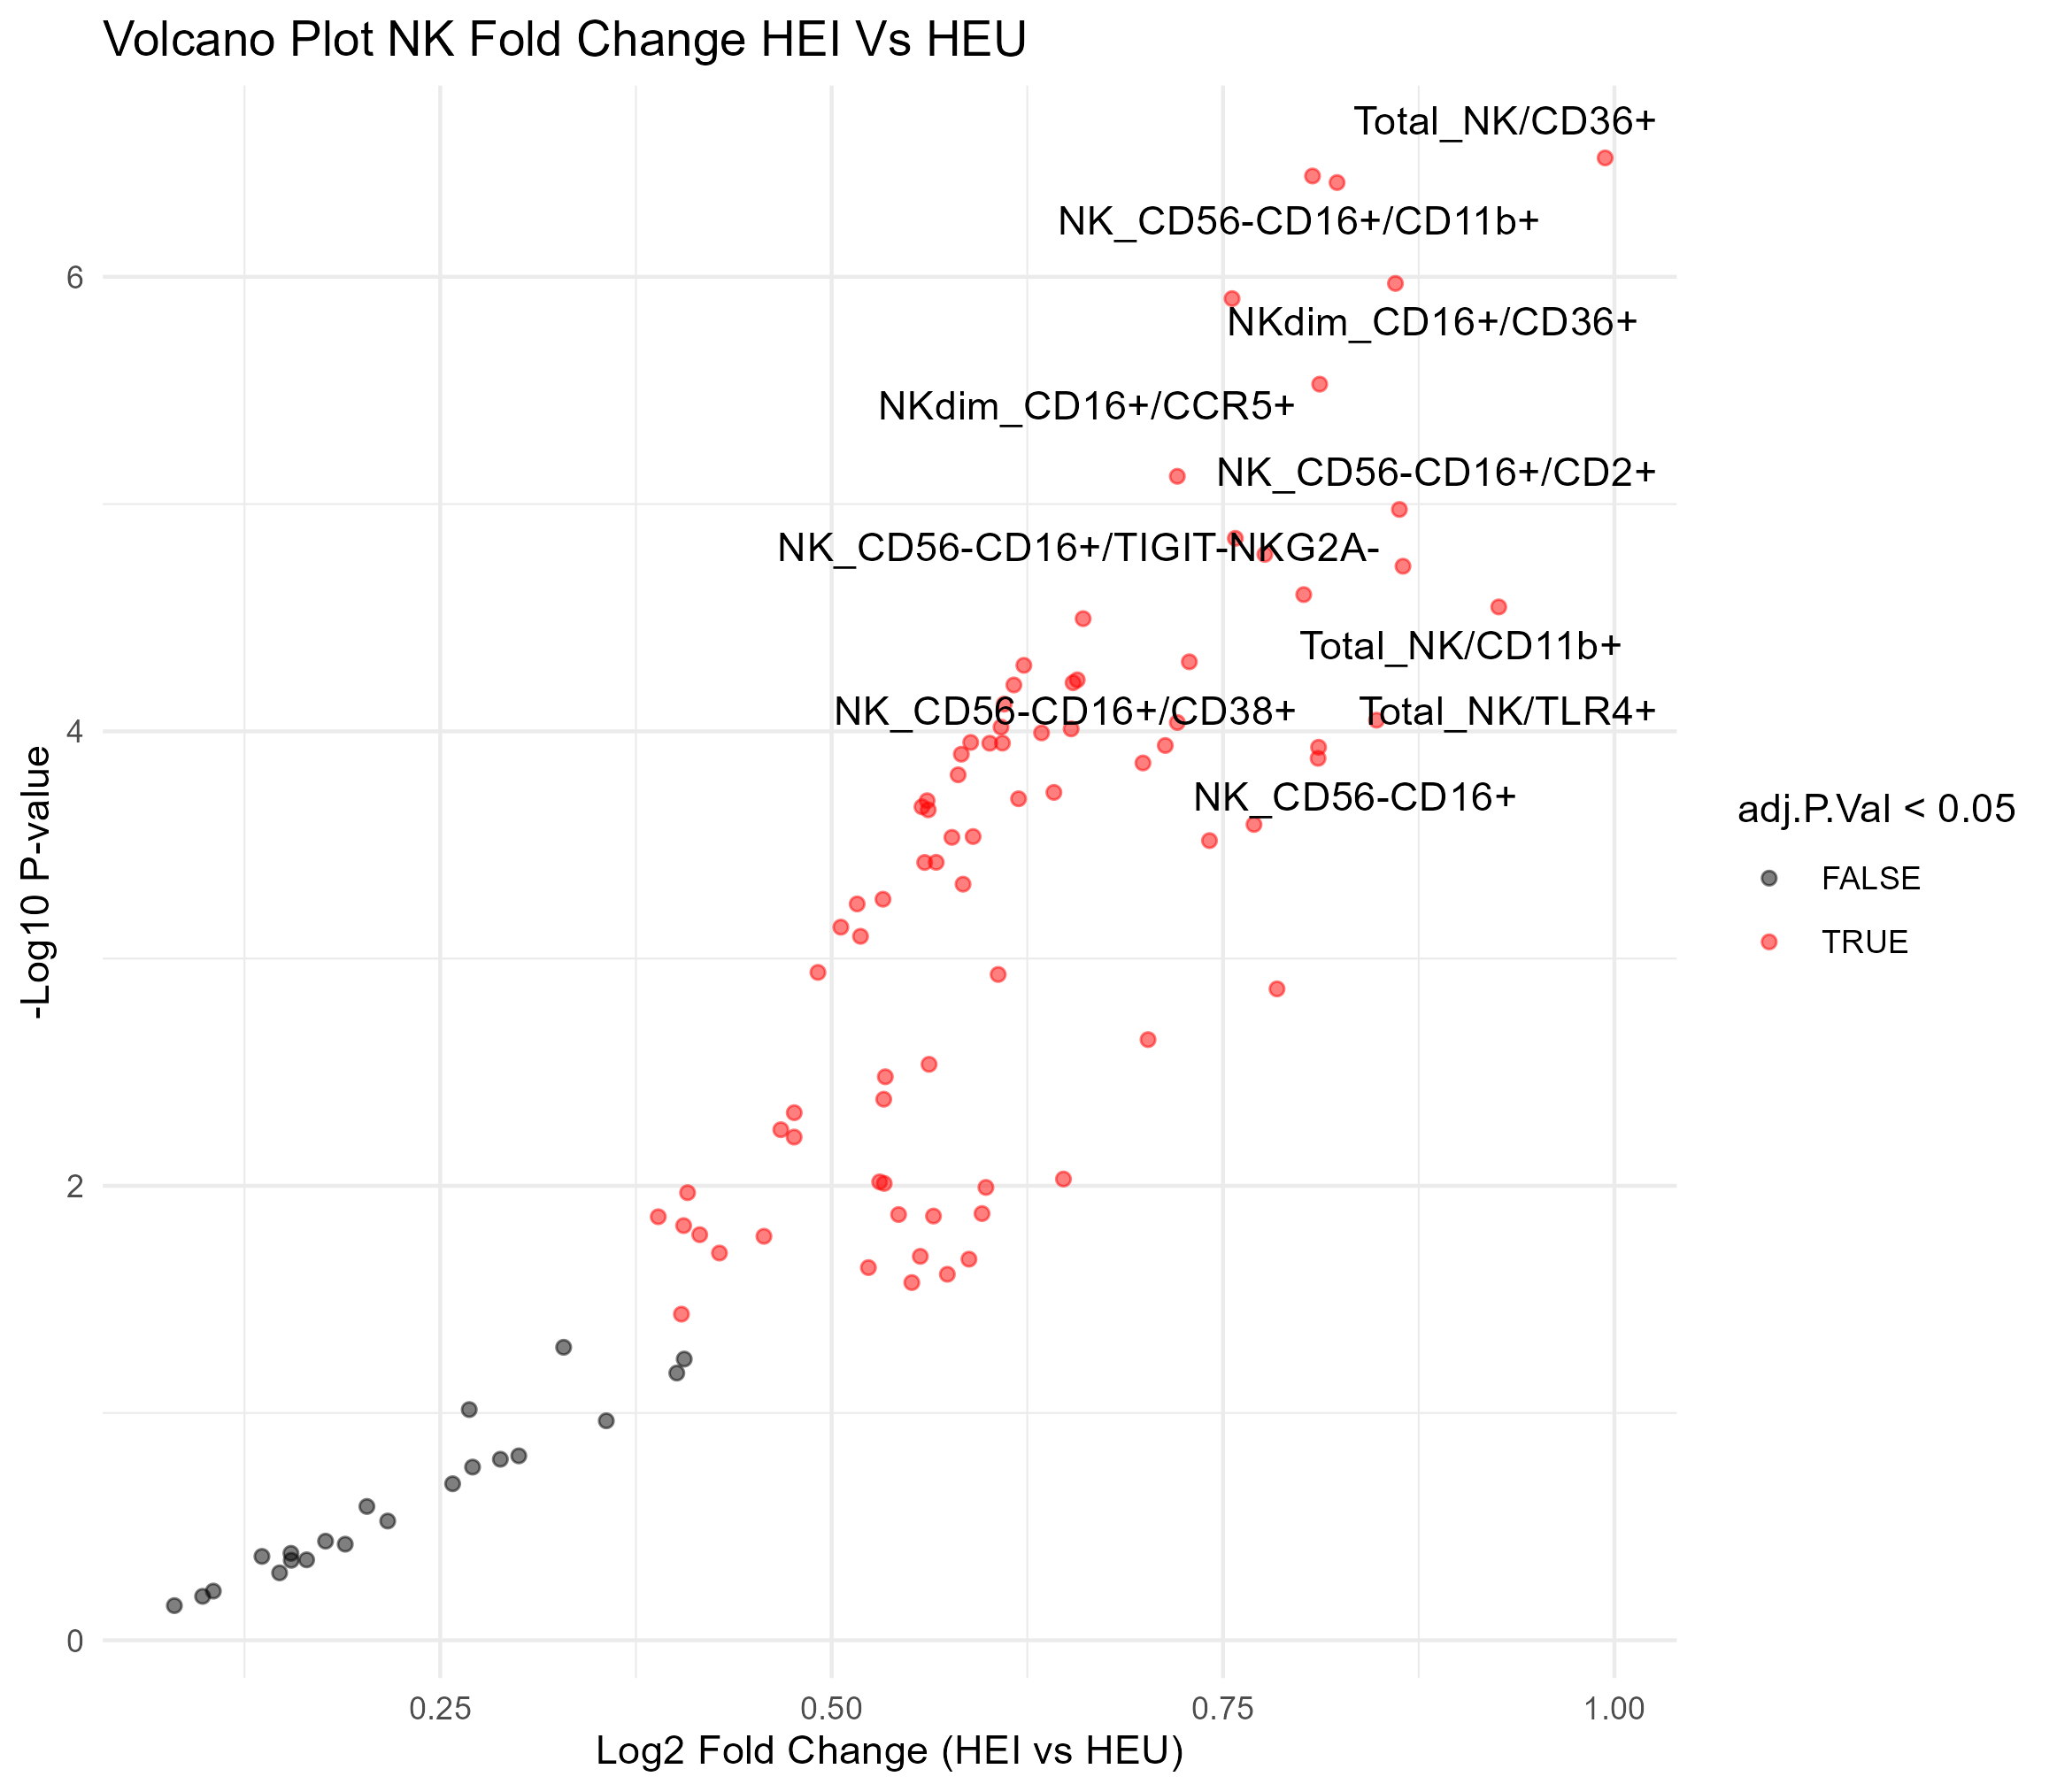 Volcano Plot NK Fold Change HEI Vs HEU
Total_NK/CD36+
NK_CD56-CD16+/CD11b+
6
NKdim_CD16+/CD36+
NKdim_CD16+/CCR5+
NK_CD56-CD16+/CD2+
NK_CD56-CD16+/TIGIT-NKG2A-
Total_NK/CD11b+
NK_CD56-CD16+/CD38+
Total_NK/TLR4+
4
NK_CD56-CD16+
-Log10 P-value
adj.P.Val < 0.05
FALSE
TRUE
2
0
0.25
0.50
0.75
1.00
Log2 Fold Change (HEI vs HEU)